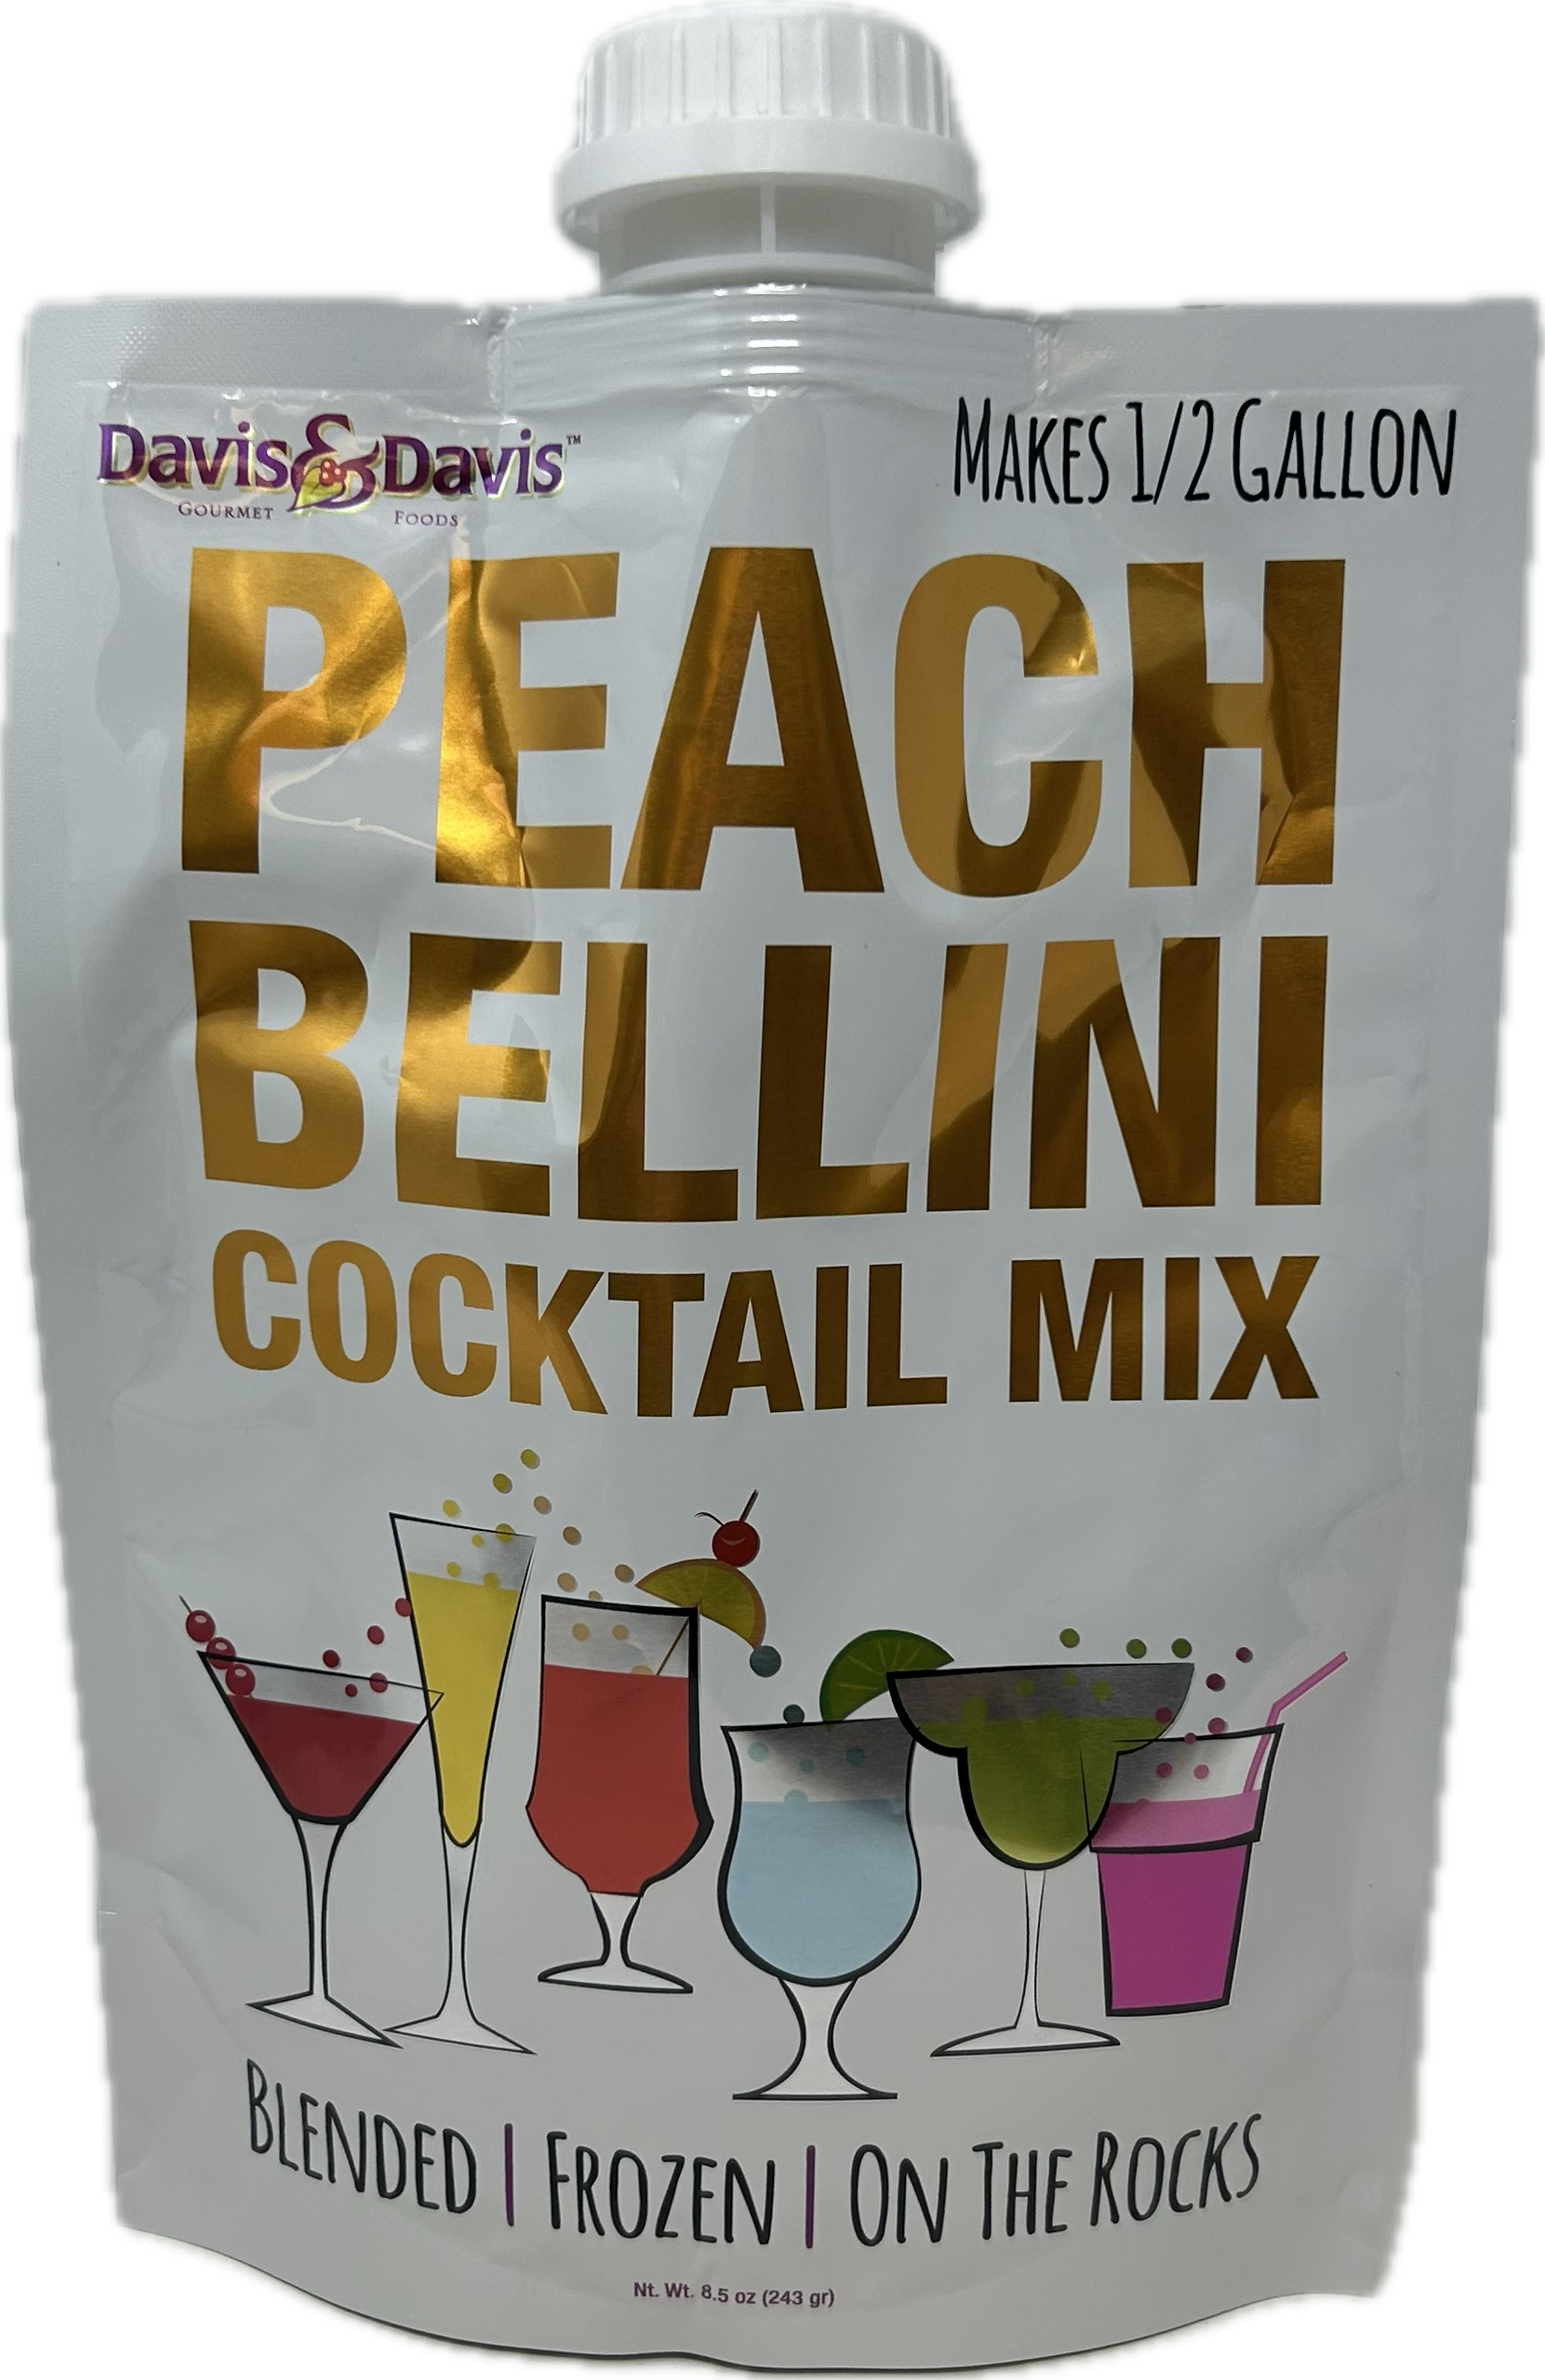 Davis & Davis™
GOURMET FOODS
MAKES 1/2 GALLON
PEACH
BELLINI
COCKTAIL MIX
BLENDED | FROZEN | ON THE ROCKS
Nt. Wt. 8.5 oz (243 gr)